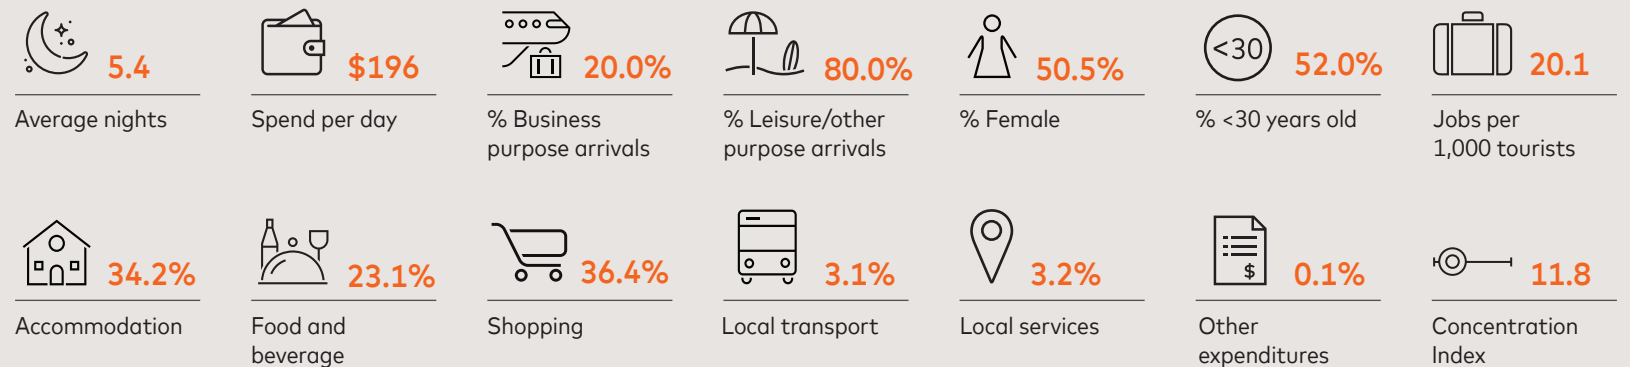 5.4
Average nights
$196
Spend per day
20.0%
% Business
purpose arrivals
80.0%
% Leisure/other
purpose arrivals
50.5%
% Female
<30
52.0%
% <30 years old
20.1
Jobs per
1,000 tourists
34.2%
Accommodation
23.1%
Food and
beverage
36.4%
Shopping
3.1%
Local transport
3.2%
Local services
$
0.1%
Other
expenditures
11.8
Concentration
Index